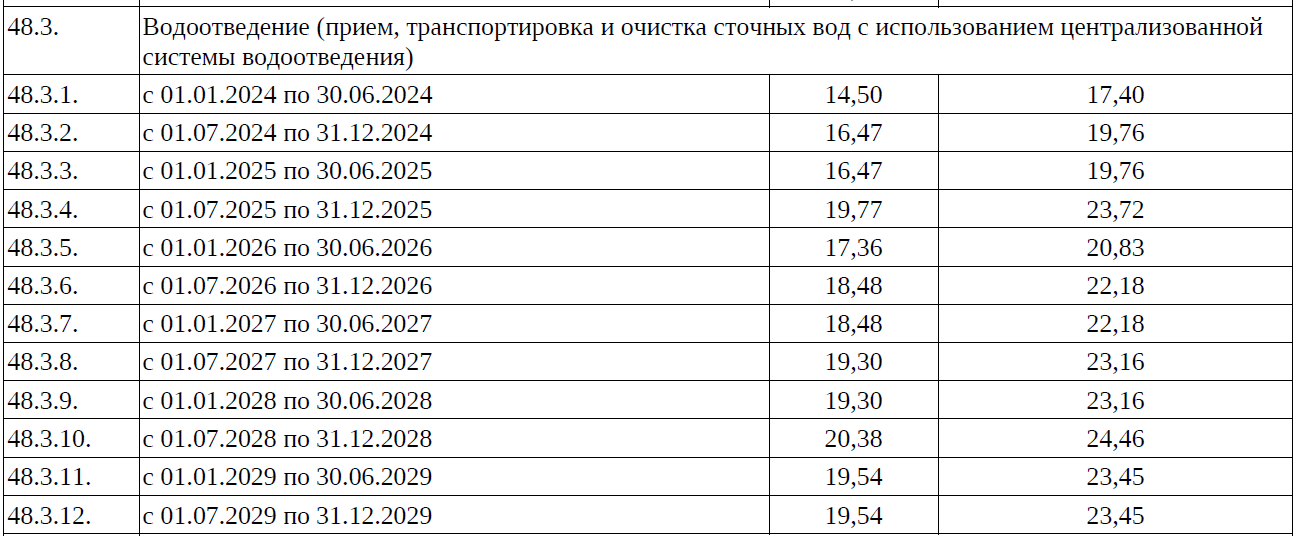 48.3. Водоотведение (прием, транспортировка и очистка сточных вод с использованием централизованной
системы водоотведения)
48.3.1. с 01.01.2024 по 30.06.2024 14,50 17,40
48.3.2. с 01.07.2024 по 31.12.2024 16,47 19,76
48.3.3. с 01.01.2025 по 30.06.2025 16,47 19,76
48.3.4. с 01.07.2025 по 31.12.2025 19,77 23,72
48.3.5. с 01.01.2026 по 30.06.2026 17,36 20,83
48.3.6. с 01.07.2026 по 31.12.2026 18,48 22,18
48.3.7. с 01.01.2027 по 30.06.2027 18,48 22,18
48.3.8. с 01.07.2027 по 31.12.2027 19,30 23,16
48.3.9. с 01.01.2028 по 30.06.2028 19,30 23,16
48.3.10. с 01.07.2028 по 31.12.2028 20,38 24,46
48.3.11. с 01.01.2029 по 30.06.2029 19,54 23,45
48.3.12. с 01.07.2029 по 31.12.2029 19,54 23,45